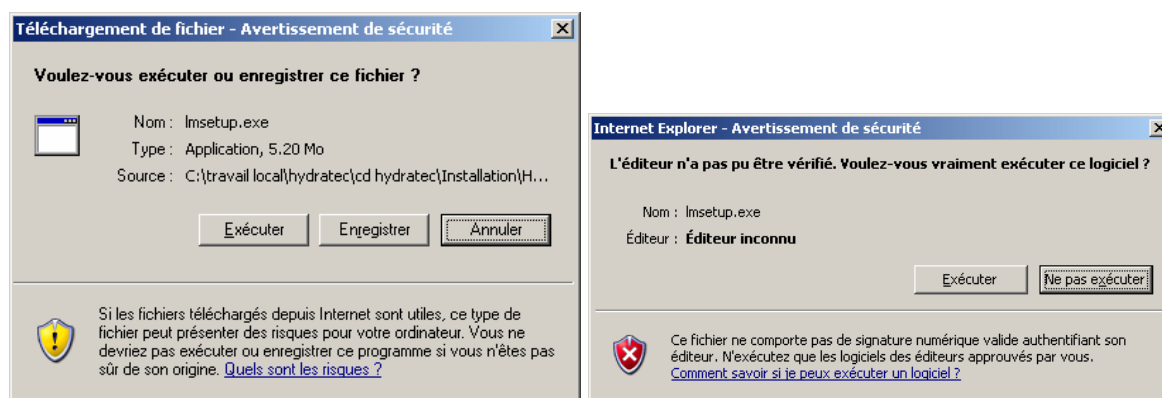 Téléchargement de fichier - Avertissement de sécurité
Voulez-vous exécuter ou enregistrer ce fichier ?
Nom : lmsetup.exe
Type : Application, 5.20 Mo
Source : C:\travail local\hydratec\cd hydratec\Installation\H...
Exécuter Enregistrer Annuler
Si les fichiers téléchargés depuis Internet sont utiles, ce type de
fichier peut présenter des risques pour votre ordinateur. Vous ne
devriez pas exécuter ou enregistrer ce programme si vous n'êtes pas
sûr de son origine. Quels sont les risques ?
Internet Explorer - Avertissement de sécurité
L'éditeur n'a pas pu être vérifié. Voulez-vous vraiment exécuter ce logiciel ?
Nom : lmsetup.exe
Éditeur : Éditeur inconnu
Exécuter Ne pas exécuter
Ce fichier ne comporte pas de signature numérique valide authentifiant son
éditeur. N'exécutez que les logiciels des éditeurs approuvés par vous.
Comment savoir si je peux exécuter un logiciel ?